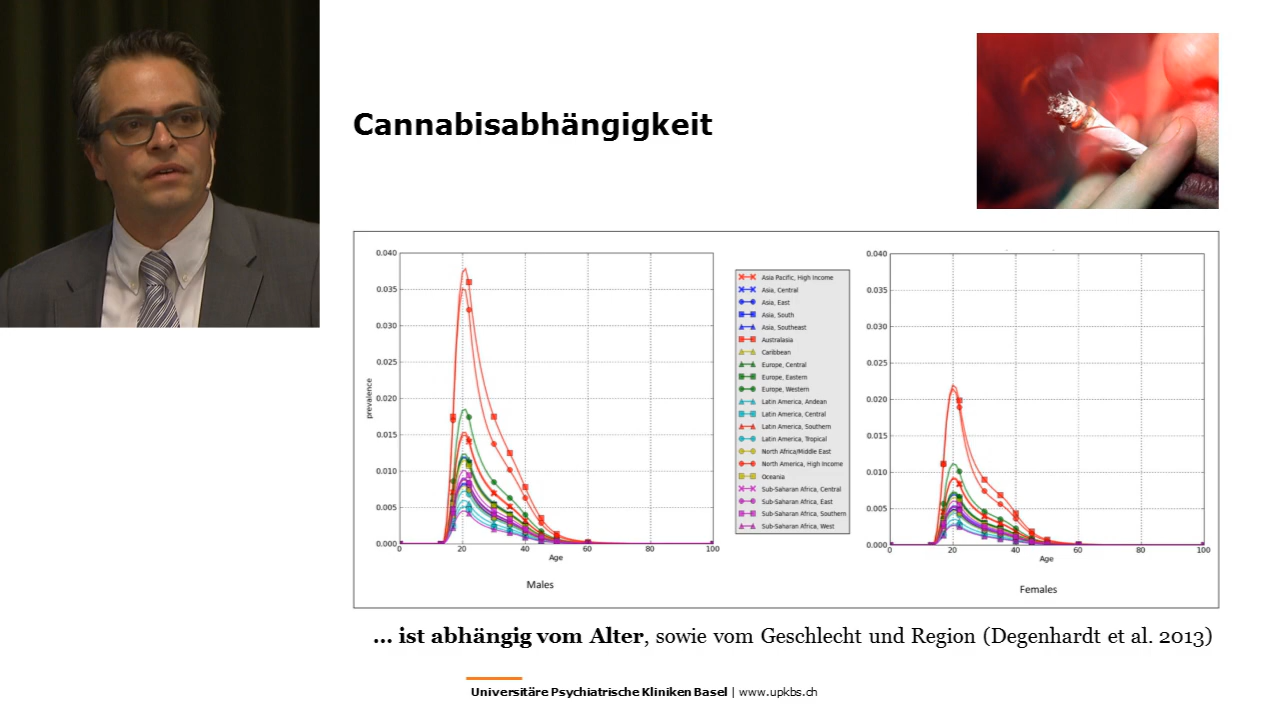 Cannabisabhängigkeit
0.040
0.035
0.030
0.025
0.020
0.015
0.010
0.005
0.000
prevalence
0 20 40 60 80 100
Age
Males
Asia Pacific, High Income
Asia, Central
Asia, East
Asia, South
Asia, Southeast
Australasia
Caribbean
Europe, Central
Europe, Eastern
Europe, Western
Latin America, Andean
Latin America, Central
Latin America, Southern
Latin America, Tropical
North Africa/Middle East
North America, High Income
Oceania
Sub-Saharan Africa, Central
Sub-Saharan Africa, East
Sub-Saharan Africa, Southern
Sub-Saharan Africa, West
0.040
0.035
0.030
0.025
0.020
0.015
0.010
0.005
0.000
0 20 40 60 80 100
Age
Females
... ist abhängig vom Alter, sowie vom Geschlecht und Region (Degenhardt et al. 2013)
Universitäre Psychiatrische Kliniken Basel | www.upkbs.ch